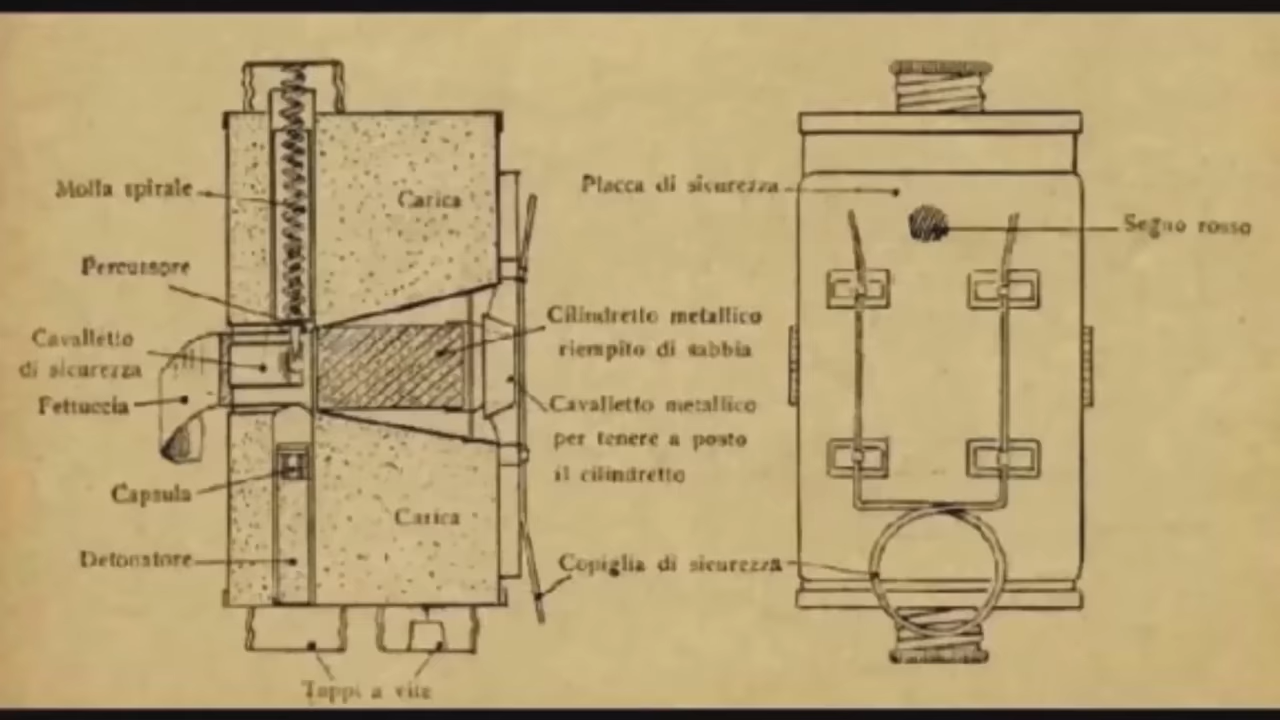 Molla spirale
Percussore
Cavalletto
di sicurezza
Fettuccia
Capsula
Detonatore
Tappi a vite
Carica
Carica
Cilindretto metallico
riempito di sabbia
Cavalletto metallico
per tenere a posto
il cilindretto
Copiglia di sicurezza
Placca di sicurezza
Segno rosso